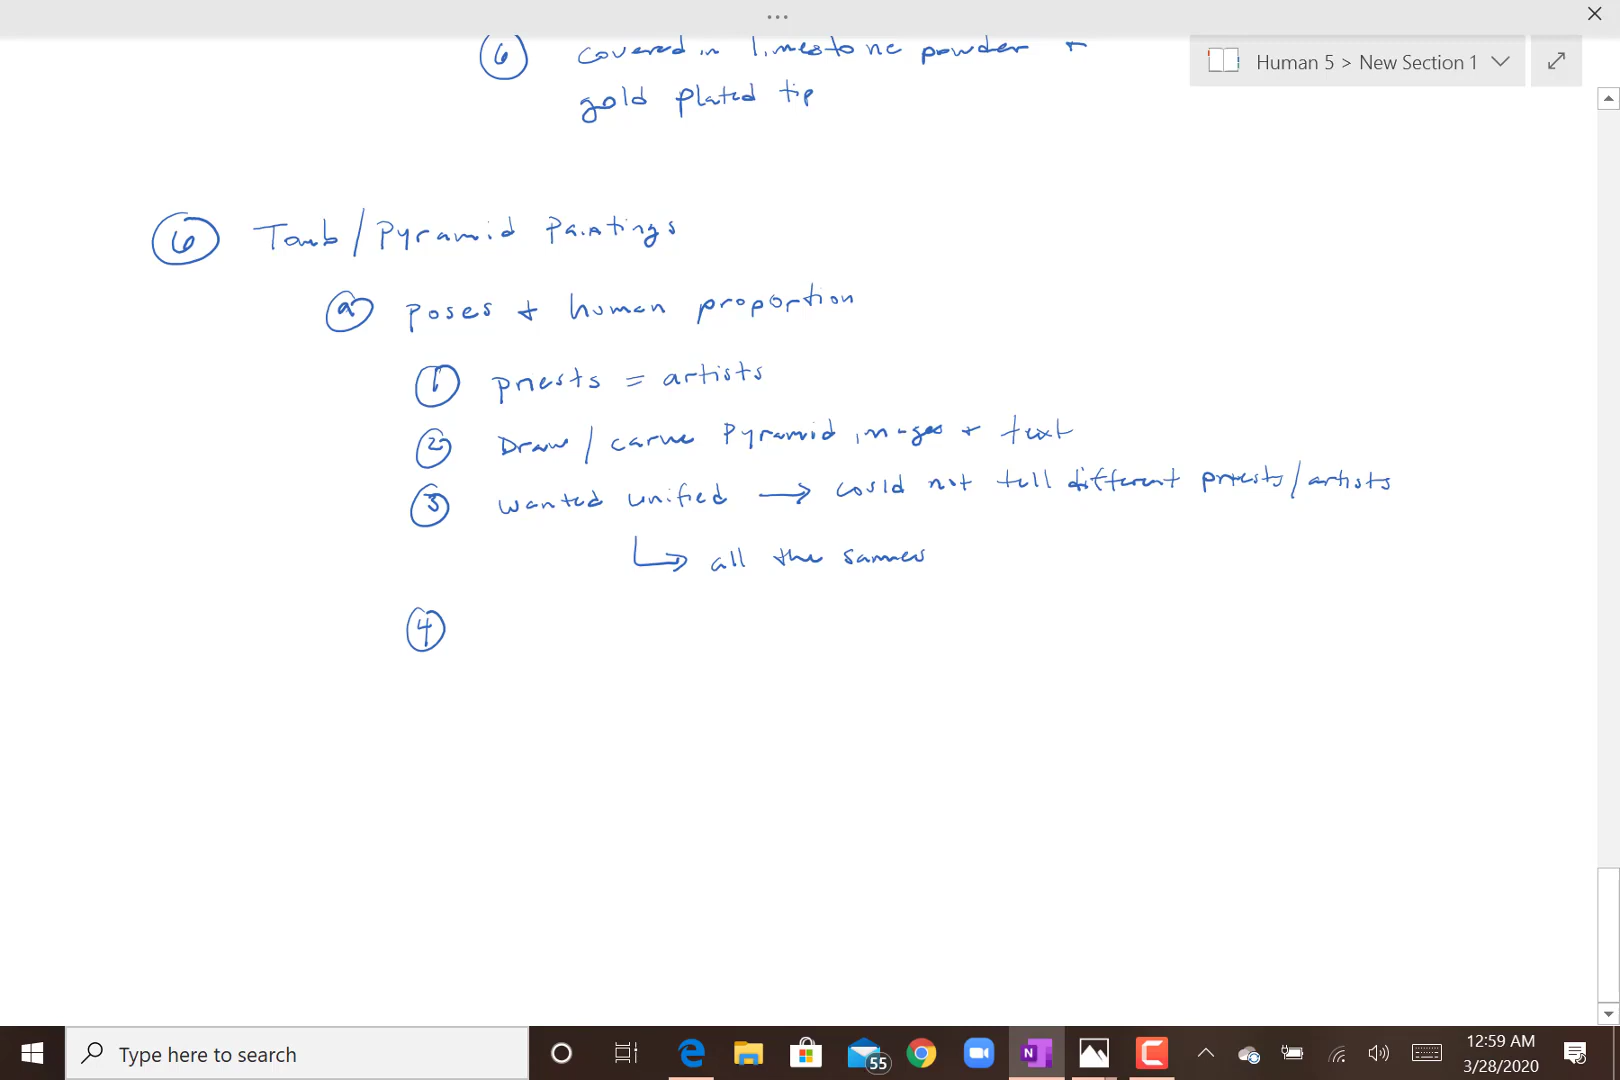 Human 5 > New Section 1
6 covered in limestone powder +
gold plated tip
6 Tomb/Pyramid Paintings
a poses + human proportion
1 priests = artists
2 Draw/carve Pyramid images + text
3 wanted unified → could not tell different priests/artists
↳ all the same
4
Type here to search
55
N
12:59 AM
3/28/2020